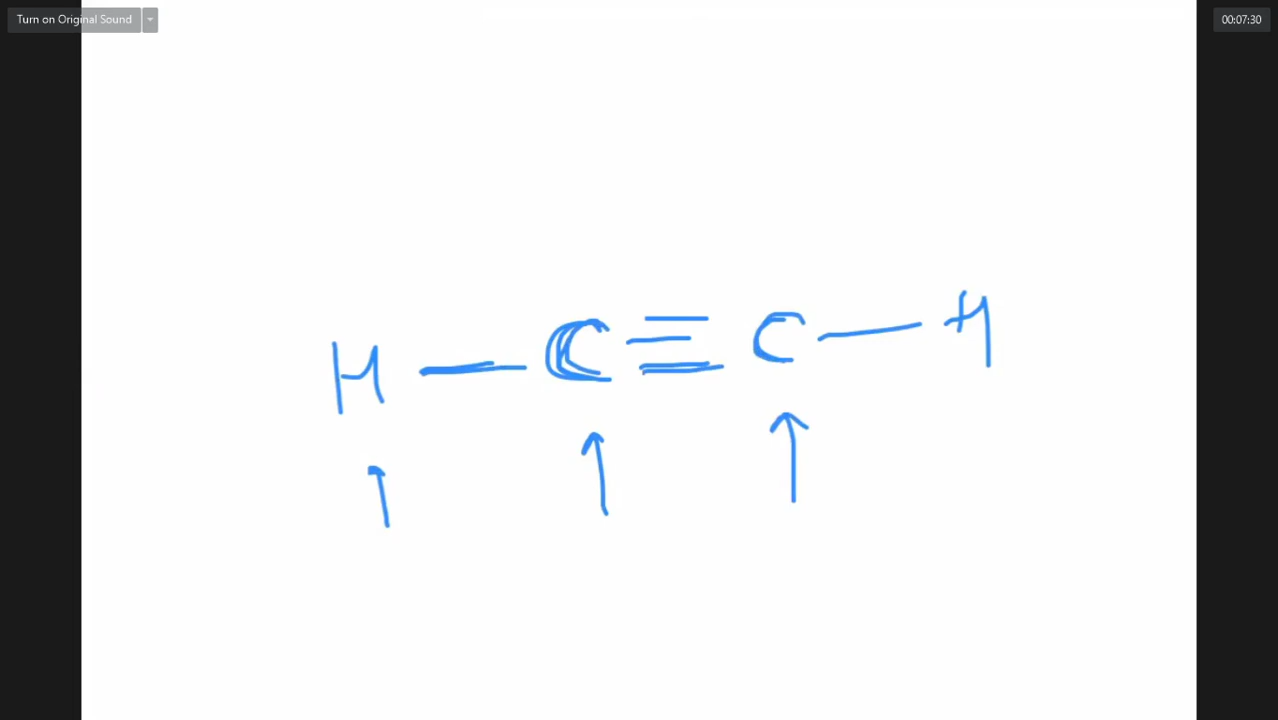 Turn on Original Sound
00:07:30
H — C ≡ C — H